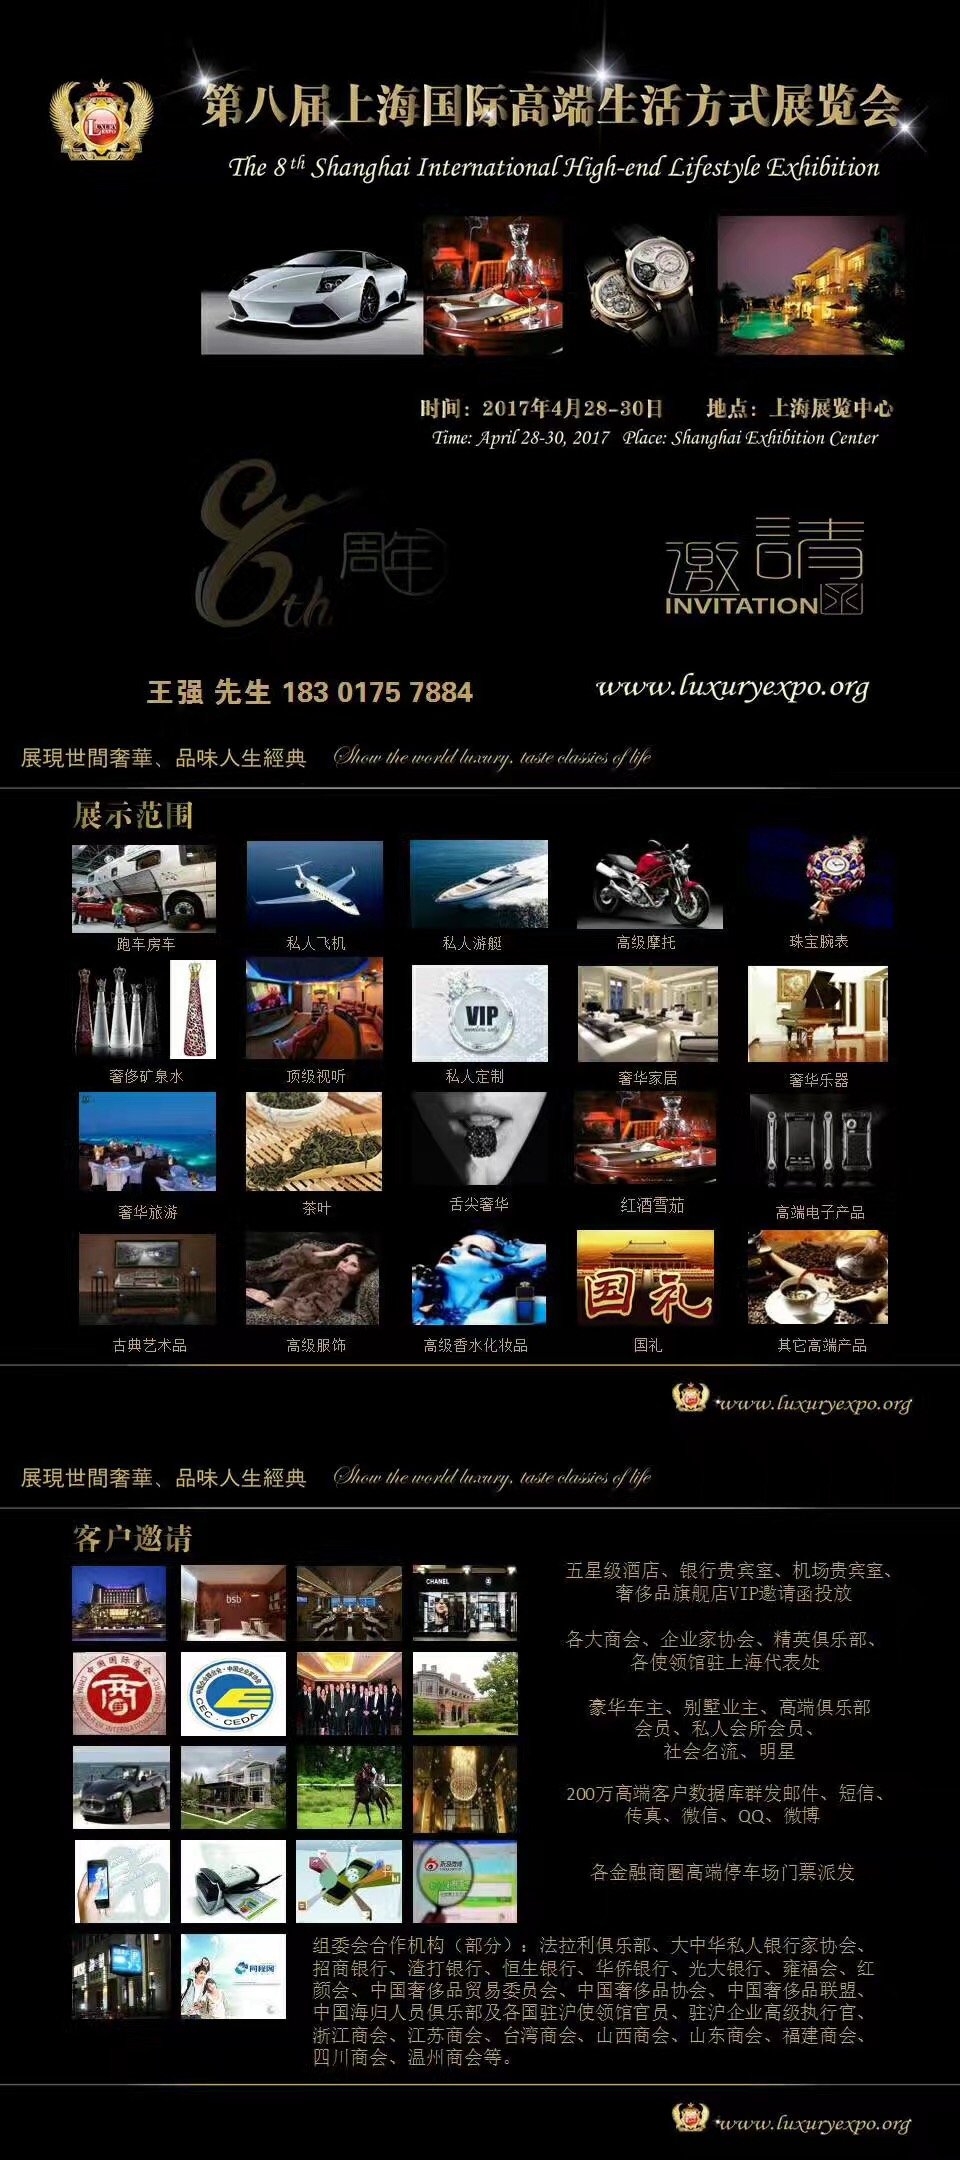 第八届上海国际高端生活方式展览会
LUXURY
EXPO
The 8th Shanghai International High-end Lifestyle Exhibition
时间：2017年4月28-30日 地点：上海展览中心
Time: April 28-30, 2017 Place: Shanghai Exhibition Center
8th 周年
邀請函
INVITATION
王强 先生 183 0175 7884
www.luxuryexpo.org
展現世間奢華、品味人生經典 Show the world luxury, taste classics of life
展示范围
跑车房车 私人飞机 私人游艇 高级摩托 珠宝腕表
VIP
members only
奢侈矿泉水 顶级视听 私人定制 奢华家居 奢华乐器
奢华旅游 茶叶 舌尖奢华 红酒雪茄 高端电子产品
国礼
古典艺术品 高级服饰 高级香水化妆品 国礼 其它高端产品
www.luxuryexpo.org
展現世間奢華、品味人生經典 Show the world luxury, taste classics of life
客户邀请
bsb
CHANEL
五星级酒店、银行贵宾室、机场贵宾室、
奢侈品旗舰店VIP邀请函投放
中国国际商会
商
CEC·CEDA
各大商会、企业家协会、精英俱乐部、
各使领馆驻上海代表处
豪华车主、别墅业主、高端俱乐部
会员、私人会所会员、
社会名流、明星
200万高端客户数据库群发邮件、短信、
传真、微信、QQ、微博
各金融商圈高端停车场门票派发
组委会合作机构（部分）：法拉利俱乐部、大中华私人银行家协会、
招商银行、渣打银行、恒生银行、华侨银行、光大银行、雍福会、红
颜会、中国奢侈品贸易委员会、中国奢侈品协会、中国奢侈品联盟、
中国海归人员俱乐部及各国驻沪使领馆官员、驻沪企业高级执行官、
浙江商会、江苏商会、台湾商会、山西商会、山东商会、福建商会、
四川商会、温州商会等。
www.luxuryexpo.org